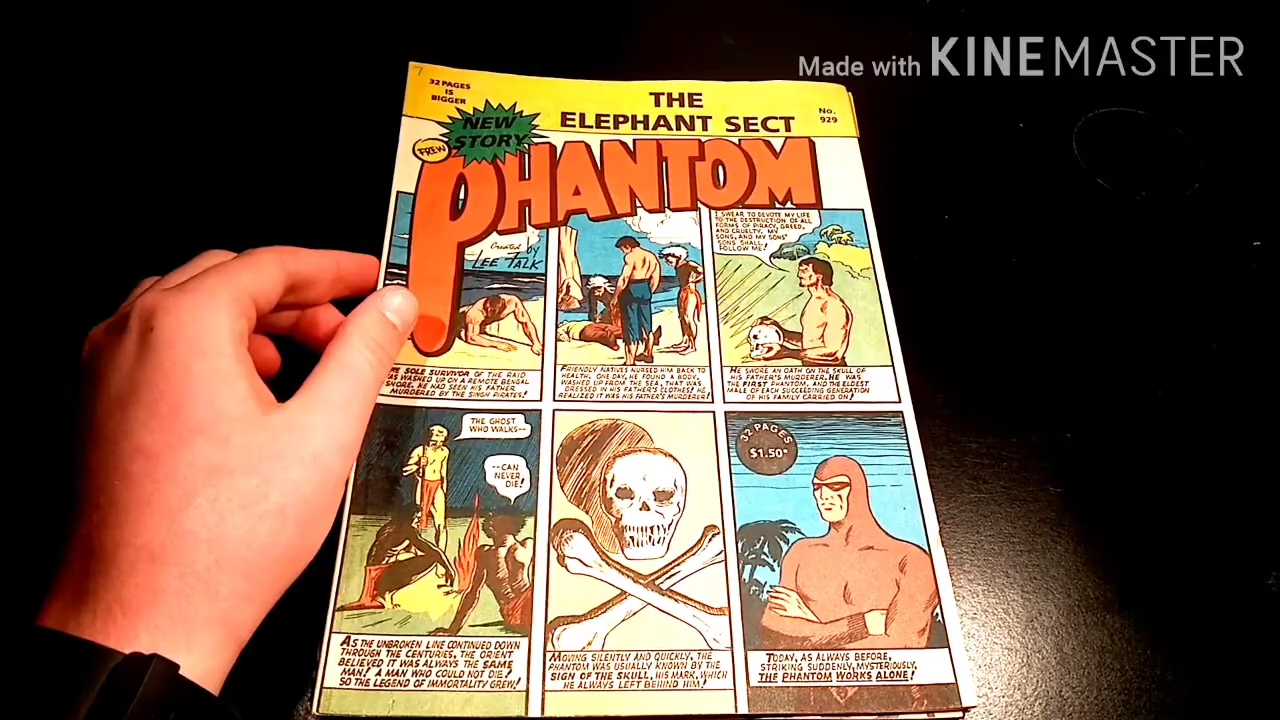 Made with KINEMASTER
7
32 PAGES
IS
BIGGER
THE
ELEPHANT SECT
No.
929
NEW
STORY
FREW
PHANTOM
Created by
LEE FALK
I SWEAR TO DEVOTE MY LIFE
TO THE DESTRUCTION OF ALL
FORMS OF PIRACY, GREED,
AND CRUELTY, MY
SONS, AND MY SONS'
SONS SHALL
FOLLOW ME!
SOLE SURVIVOR OF THE RAID
WAS WASHED UP ON A REMOTE BENGAL
SHORE. AT HAD SEEN HIS FATHER
MURDERED BY THE SINGH PIRATES!
FRIENDLY NATIVES NURSED HIM BACK TO
HEALTH. ONE DAY, HE FOUND A BODY,
WASHED UP FROM THE SEA, THAT WAS
DRESSED IN HIS FATHER'S CLOTHES! HE
REALIZED IT WAS HIS FATHER'S MURDERER!
HE SWORE AN OATH ON THE SKULL OF
HIS FATHER'S MURDERER. HE WAS
THE FIRST PHANTOM, AND THE ELDEST
MALE OF EACH SUCCEEDING GENERATION
OF HIS FAMILY CARRIED ON!
THE GHOST
WHO WALKS--
--CAN
NEVER
DIE!
32 PAGES
$1.50*
AS THE UNBROKEN LINE CONTINUED DOWN
THROUGH THE CENTURIES, THE ORIENT
BELIEVED IT WAS ALWAYS THE SAME
MAN! A MAN WHO COULD NOT DIE!
SO THE LEGEND OF IMMORTALITY GREW!
MOVING SILENTLY AND QUICKLY, THE
PHANTOM WAS USUALLY KNOWN BY THE
SIGN OF THE SKULL, HIS MARK, WHICH
HE ALWAYS LEFT BEHIND HIM!
TODAY, AS ALWAYS BEFORE,
STRIKING SUDDENLY, MYSTERIOUSLY,
THE PHANTOM WORKS ALONE!